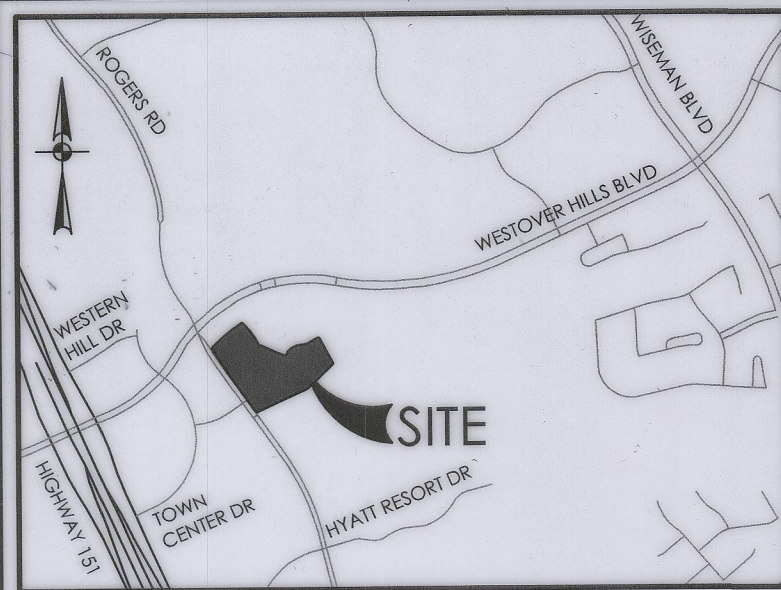 ROGERS RD
WISEMAN BLVD
WESTOVER HILLS BLVD
WESTERN
HILL DR
SITE
HIGHWAY 151
TOWN
CENTER DR
HYATT RESORT DR